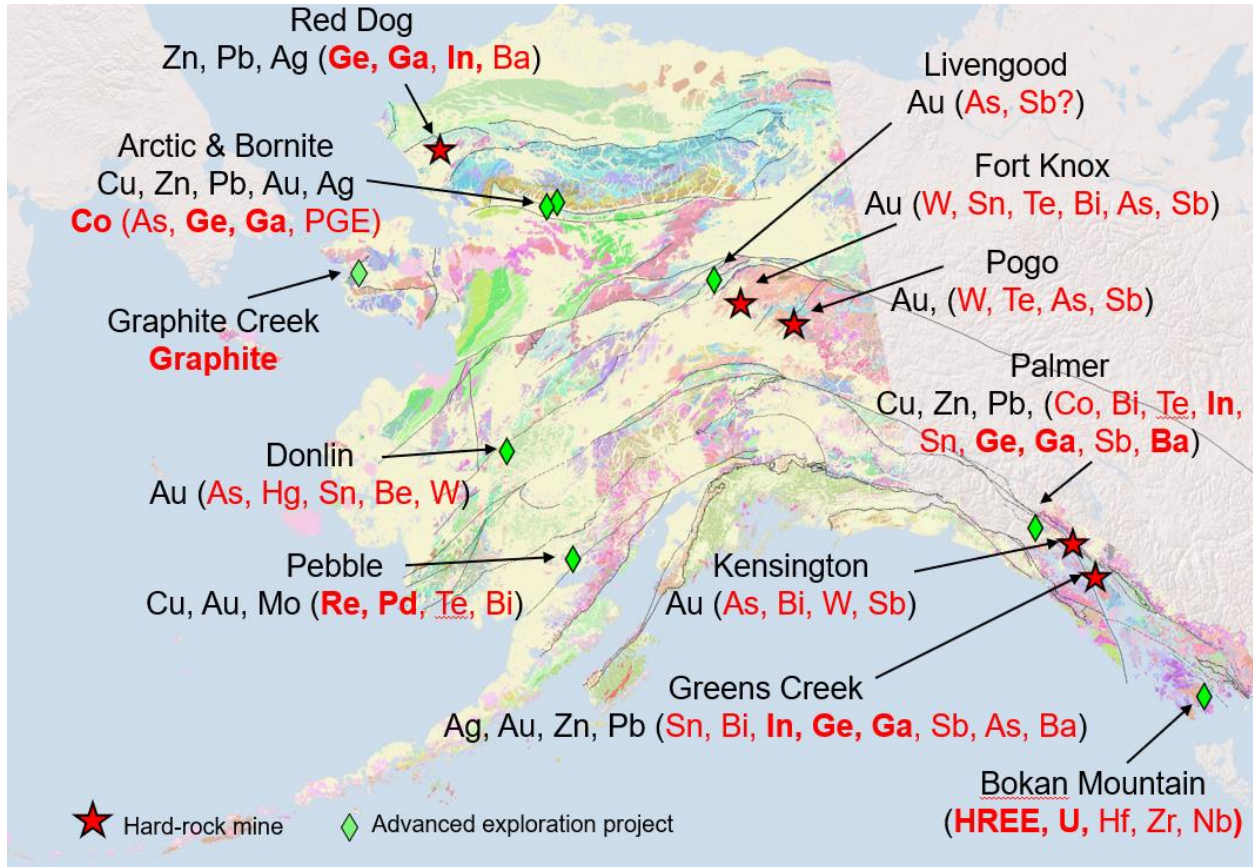 Red Dog
Zn, Pb, Ag (Ge, Ga, In, Ba)
Arctic & Bornite
Cu, Zn, Pb, Au, Ag
Co (As, Ge, Ga, PGE)
Graphite Creek
Graphite
Donlin
Au (As, Hg, Sn, Be, W)
Pebble
Cu, Au, Mo (Re, Pd, Te, Bi)
Livengood
Au (As, Sb?)
Fort Knox
Au (W, Sn, Te, Bi, As, Sb)
Pogo
Au, (W, Te, As, Sb)
Palmer
Cu, Zn, Pb, (Co, Bi, Te, In,
Sn, Ge, Ga, Sb, Ba)
Kensington
Au (As, Bi, W, Sb)
Greens Creek
Ag, Au, Zn, Pb (Sn, Bi, In, Ge, Ga, Sb, As, Ba)
Bokan Mountain
(HREE, U, Hf, Zr, Nb)
Hard-rock mine
Advanced exploration project